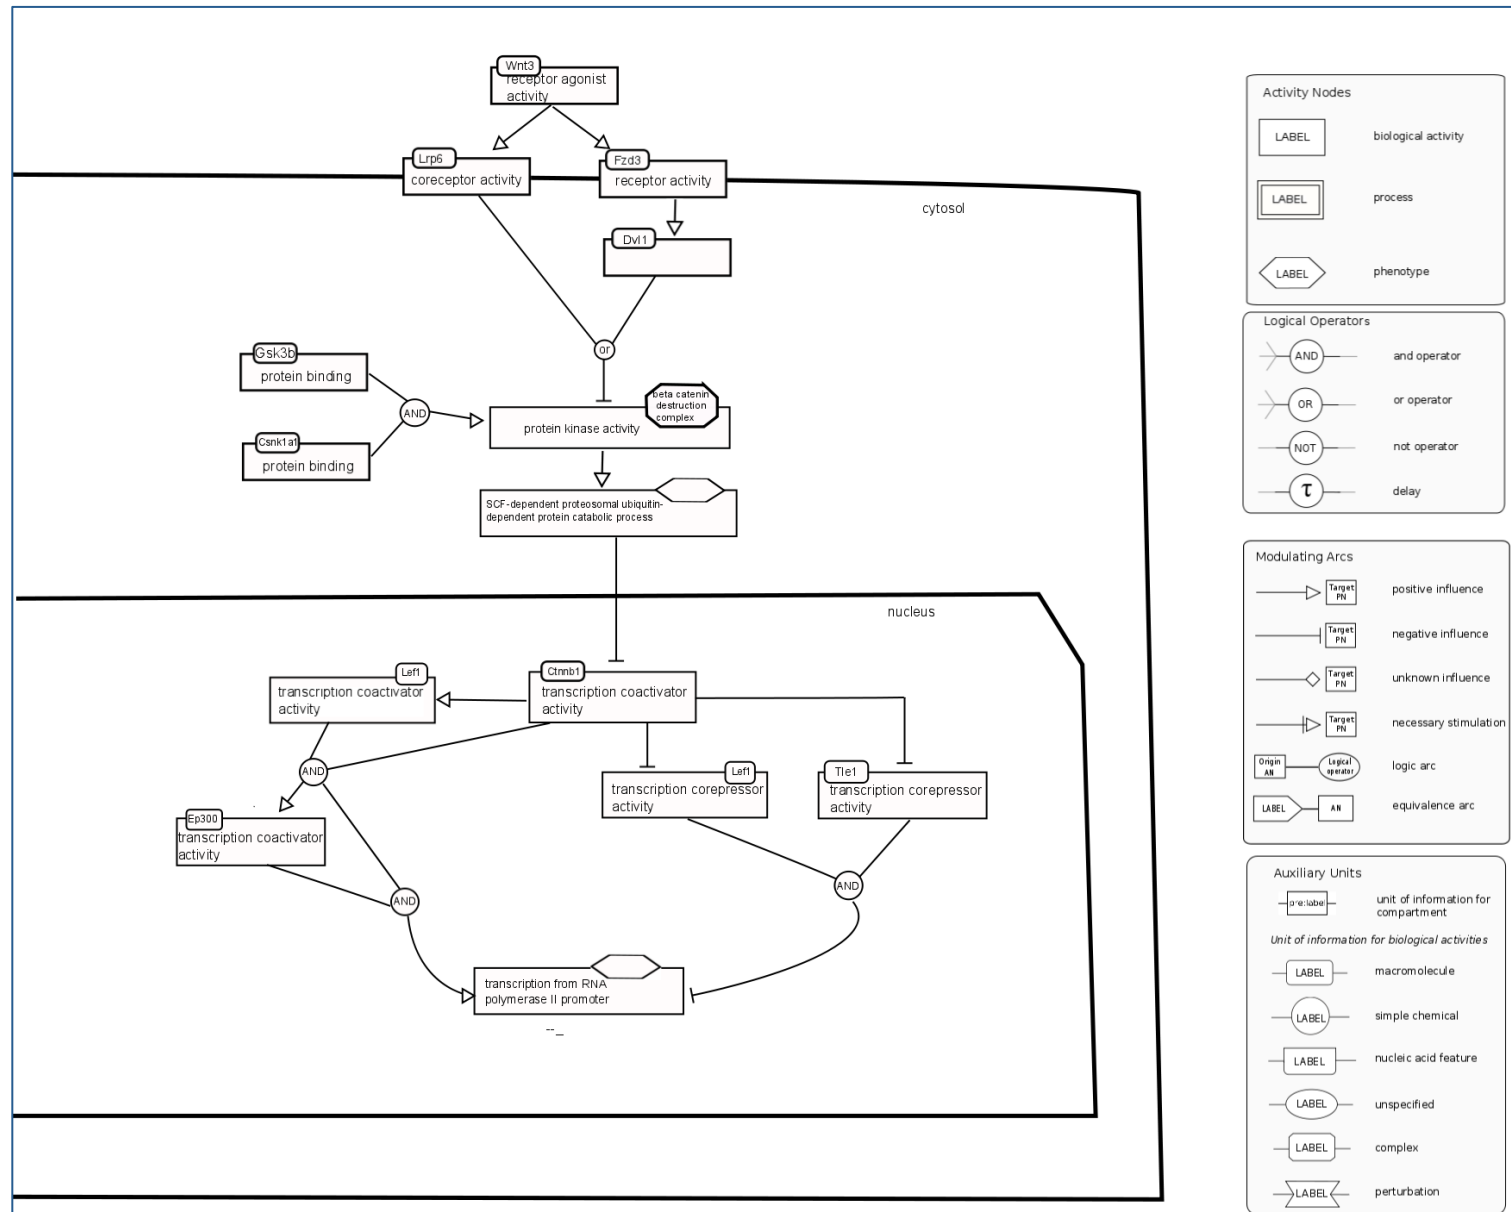 Wnt3
receptor agonist
activity
Lrp6
coreceptor activity
Fzd3
receptor activity
cytosol
Dvl1
or
Gsk3b
protein binding
AND
Csnk1a1
protein binding
beta catenin
destruction
complex
protein kinase activity
SCF-dependent proteosomal ubiquitin-
dependent protein catabolic process
nucleus
Lef1
transcription coactivator
activity
Ctnnb1
transcription coactivator
activity
AND
Lef1
transcription corepressor
activity
Tle1
transcription corepressor
activity
Ep300
transcription coactivator
activity
AND
AND
transcription from RNA
polymerase II promoter
Activity Nodes
LABEL biological activity
LABEL process
LABEL phenotype
Logical Operators
AND and operator
OR or operator
NOT not operator
τ delay
Modulating Arcs
Target
PN
positive influence
Target
PN
negative influence
Target
PN
unknown influence
Target
PN
necessary stimulation
Origin
AN
Logical
operator
logic arc
LABEL AN equivalence arc
Auxiliary Units
pre:label
unit of information for
compartment
Unit of information for biological activities
LABEL macromolecule
LABEL simple chemical
LABEL nucleic acid feature
LABEL unspecified
LABEL complex
LABEL perturbation